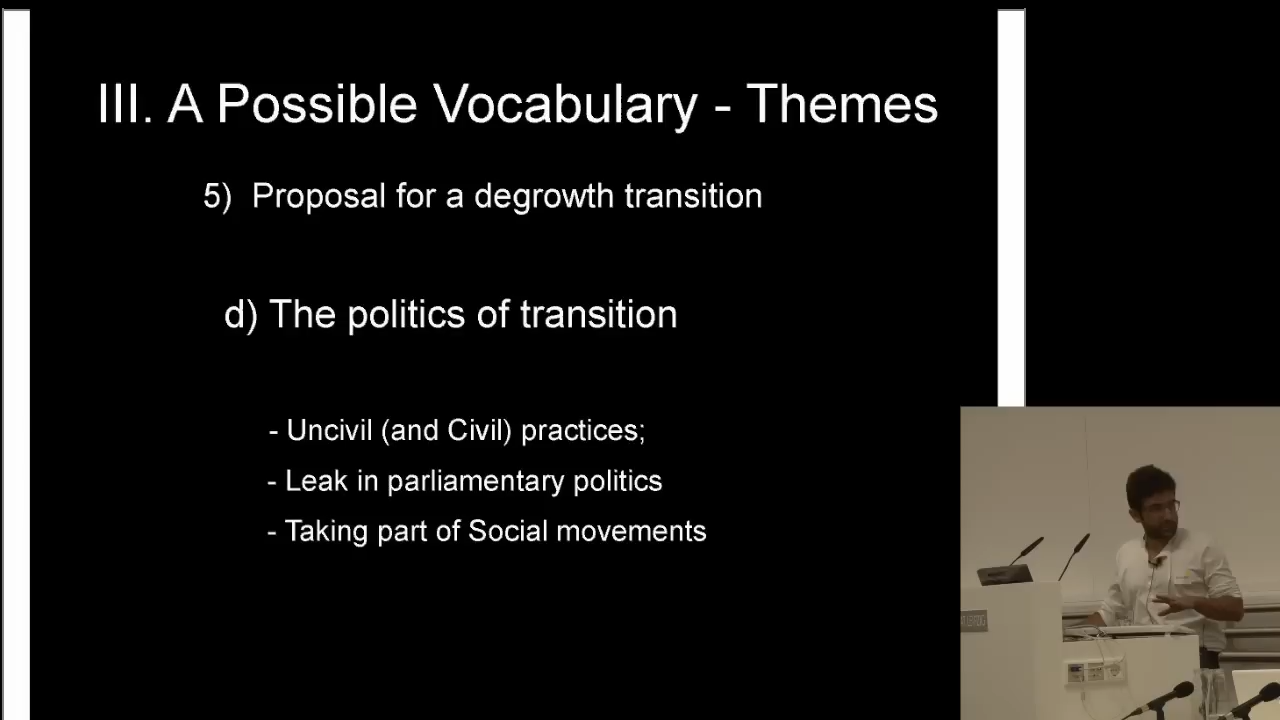 III. A Possible Vocabulary - Themes
5) Proposal for a degrowth transition
d) The politics of transition
- Uncivil (and Civil) practices;
- Leak in parliamentary politics
- Taking part of Social movements